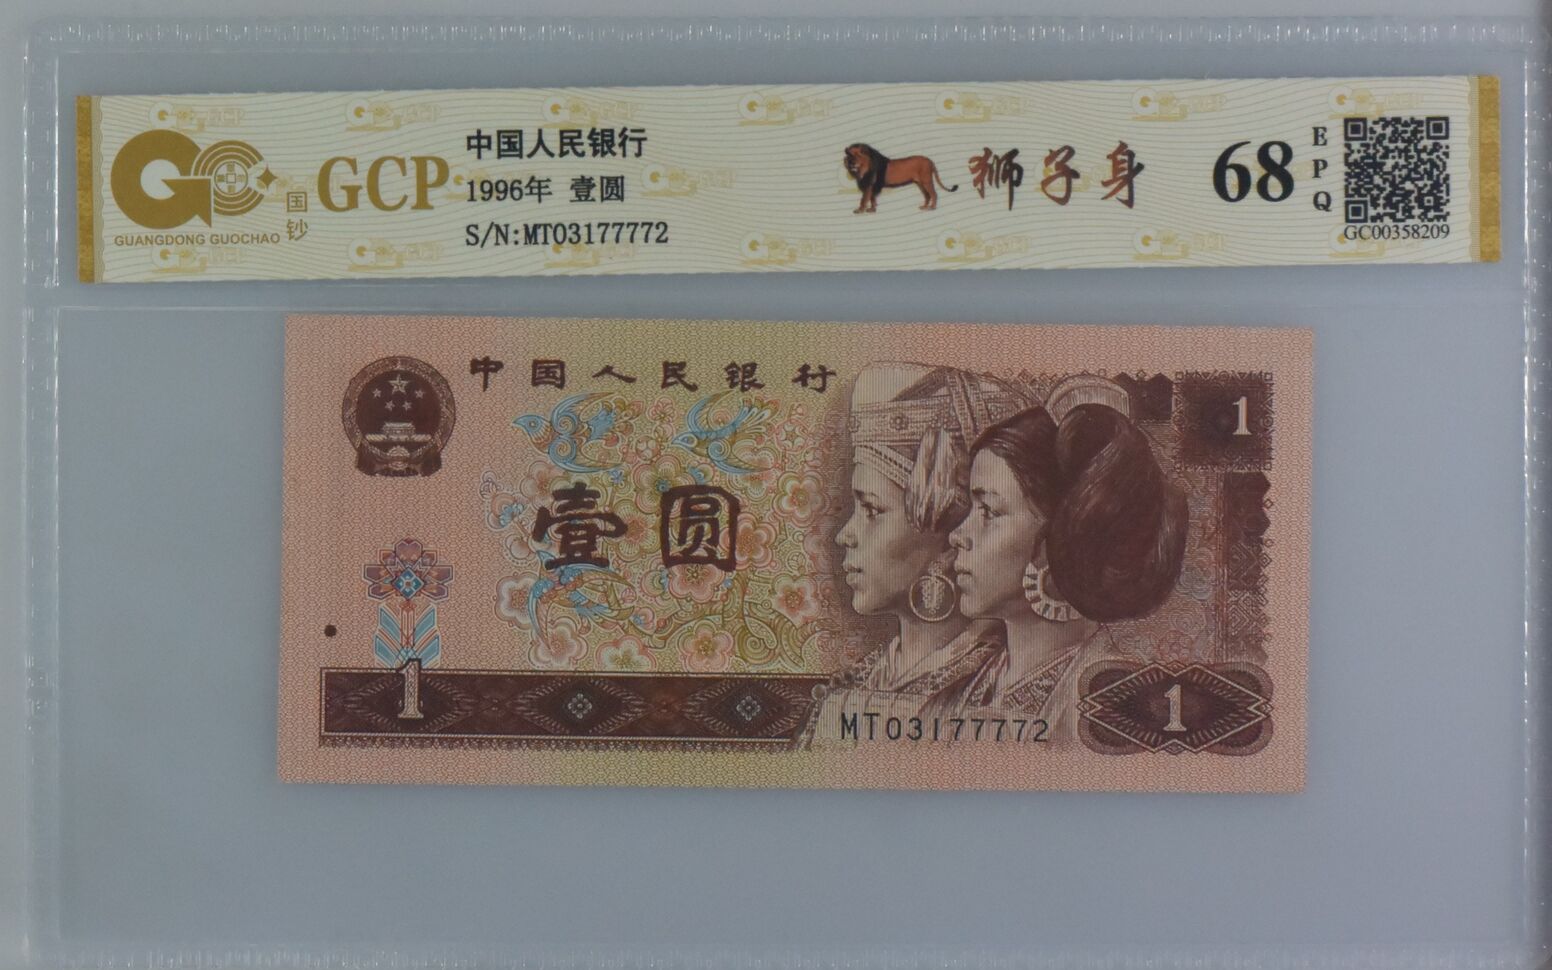 GCP
GUANGDONG GUOCHAO
国钞
中国人民银行
1996年 壹圆
S/N:MT03177772
狮子身
68
EPQ
GC00358209
中国人民银行
1
壹圆
1
MT03177772
1